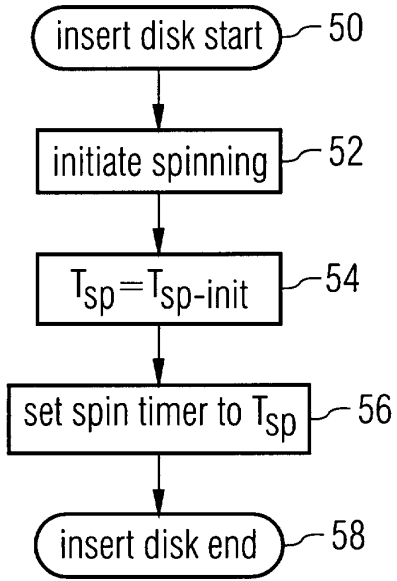 insert disk start 50
initiate spinning 52
Tsp=Tsp-init 54
set spin timer to Tsp 56
insert disk end 58